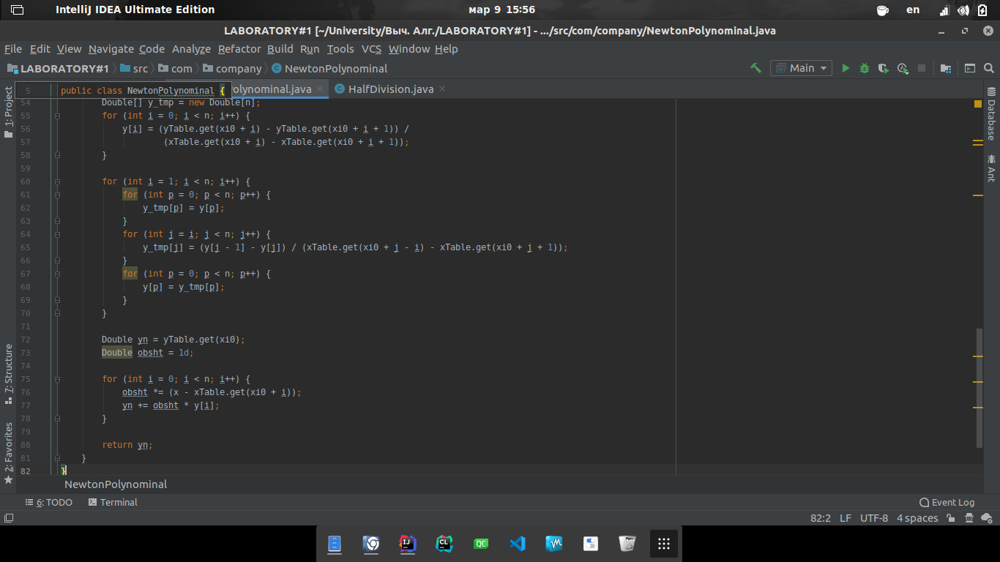 IntelliJ IDEA Ultimate Edition
мар 9 15:56
en
LABORATORY#1 [~/University/Выч. Алг./LABORATORY#1] - .../src/com/company/NewtonPolynominal.java
File Edit View Navigate Code Analyze Refactor Build Run Tools VCS Window Help
LABORATORY#1 src com company NewtonPolynominal
Main
1: Project
7: Structure
2: Favorites
5 public class NewtonPolynominal {
olynominal.java
HalfDivision.java
54 Double[] y_tmp = new Double[n];
55 for (int i = 0; i < n; i++) {
56 y[i] = (yTable.get(xi0 + i) - yTable.get(xi0 + i + 1)) /
57 (xTable.get(xi0 + i) - xTable.get(xi0 + i + 1));
58 }
59
60 for (int i = 1; i < n; i++) {
61 for (int p = 0; p < n; p++) {
62 y_tmp[p] = y[p];
63 }
64 for (int j = i; j < n; j++) {
65 y_tmp[j] = (y[j - 1] - y[j]) / (xTable.get(xi0 + j - i) - xTable.get(xi0 + j + 1));
66 }
67 for (int p = 0; p < n; p++) {
68 y[p] = y_tmp[p];
69 }
70 }
71
72 Double yn = yTable.get(xi0);
73 Double obsht = 1d;
74
75 for (int i = 0; i < n; i++) {
76 obsht *= (x - xTable.get(xi0 + i));
77 yn += obsht * y[i];
78 }
79
80 return yn;
81 }
82 }
Database
Ant
NewtonPolynominal
6: TODO
Terminal
Event Log
82:2 LF UTF-8 4 spaces
IJ
CL
QC